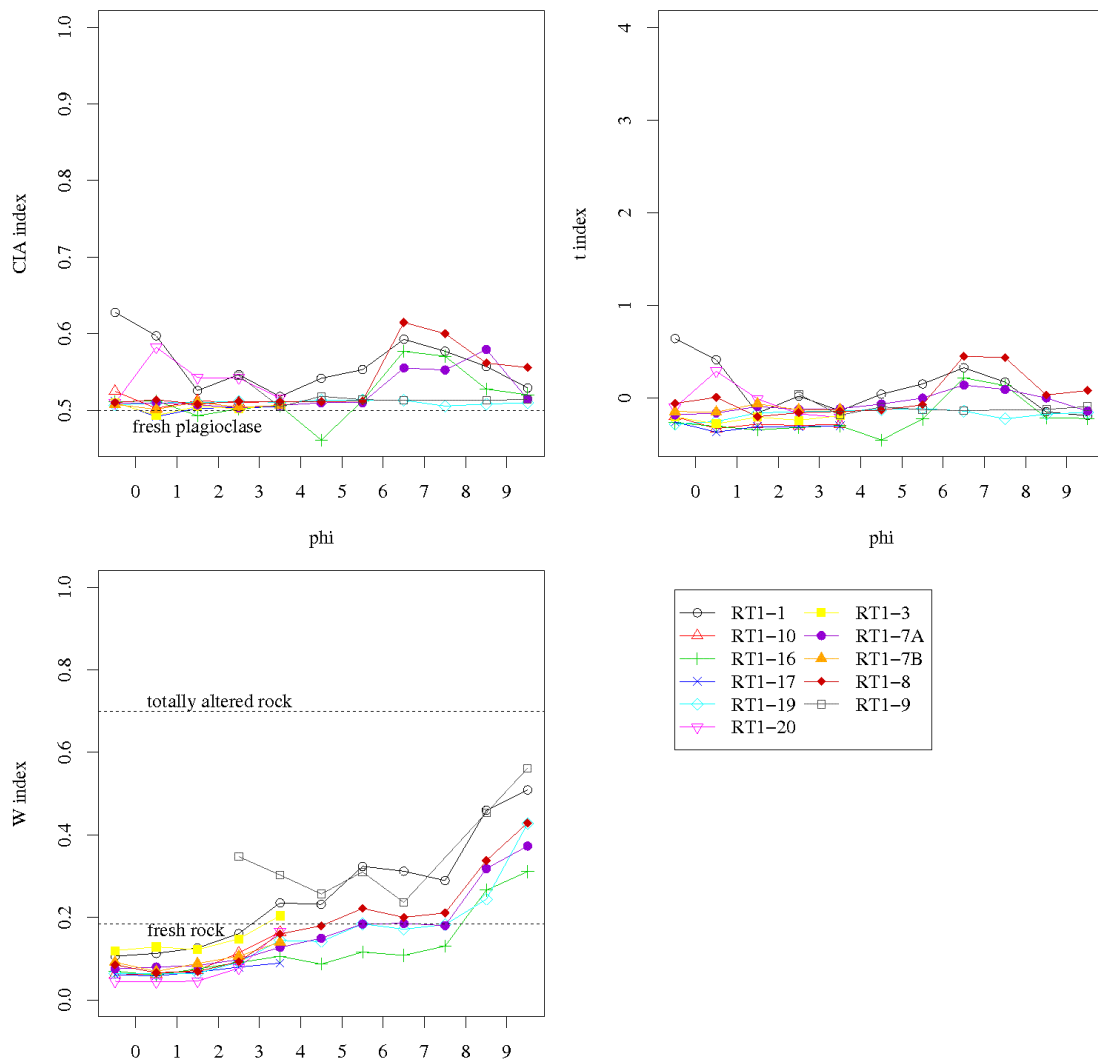 CIA index
1.0
0.9
0.8
0.7
0.6
0.5
fresh plagioclase
0 1 2 3 4 5 6 7 8 9
phi
t index
4
3
2
1
0
0 1 2 3 4 5 6 7 8 9
phi
W index
1.0
0.8
0.6
0.4
0.2
0.0
totally altered rock
fresh rock
0 1 2 3 4 5 6 7 8 9
RT1-1 RT1-3
RT1-10 RT1-7A
RT1-16 RT1-7B
RT1-17 RT1-8
RT1-19 RT1-9
RT1-20